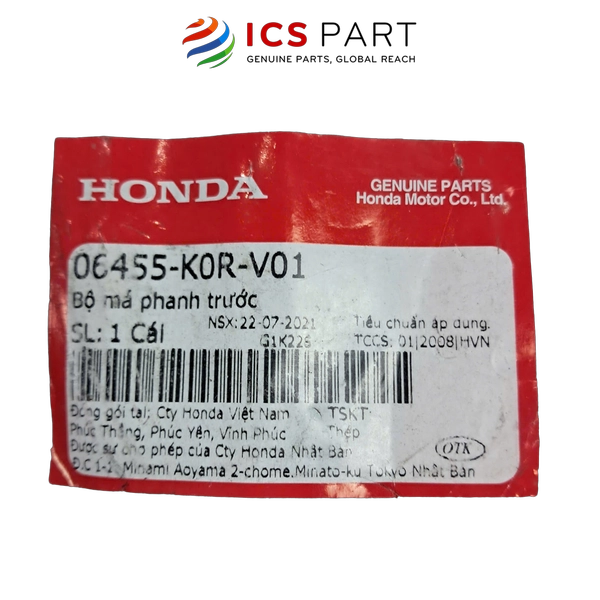 ICS PART
GENUINE PARTS, GLOBAL REACH
HONDA
GENUINE PARTS
Honda Motor Co., Ltd.
06455-K0R-V01
Bộ má phanh trước
SL: 1 Cái
NSX: 22-07-2021
G1K226
Tiêu chuẩn áp dụng.
TCCS: 01|2008|HVN
Đóng gói tại: Cty Honda Việt Nam
TSKT:
Phúc Thắng, Phúc Yên, Vĩnh Phúc
Thép
Được sự cho phép của Cty Honda Nhật Bản
OTK
Đ.C 1-1, Minami Aoyama 2-chome, Minato-ku Tokyo Nhật Bản